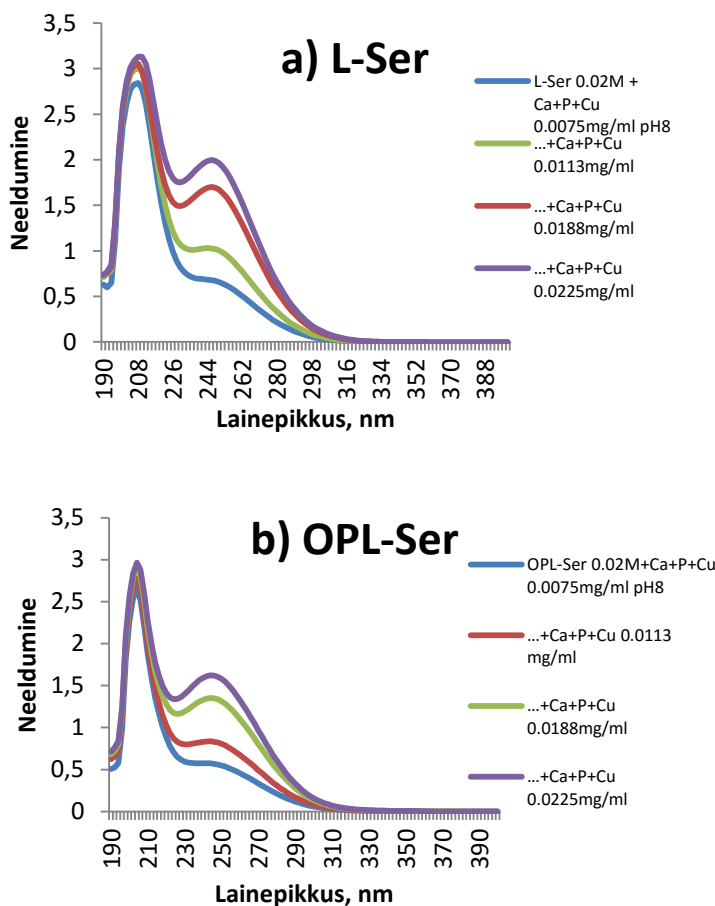 a) L-Ser
3,5
3
2,5
2
1,5
1
0,5
0
Neeldumine
190 208 226 244 262 280 298 316 334 352 370 388
Lainepikkus, nm
L-Ser 0.02M +
Ca+P+Cu
0.0075mg/ml pH8
...+Ca+P+Cu
0.0113mg/ml
...+Ca+P+Cu
0.0188mg/ml
...+Ca+P+Cu
0.0225mg/ml
b) OPL-Ser
3,5
3
2,5
2
1,5
1
0,5
0
Neeldumine
190 210 230 250 270 290 310 330 350 370 390
Lainepikkus, nm
OPL-Ser 0.02M+Ca+P+Cu
0.0075mg/ml pH8
...+Ca+P+Cu 0.0113
mg/ml
...+Ca+P+Cu
0.0188mg/ml
...+Ca+P+Cu
0.0225mg/ml